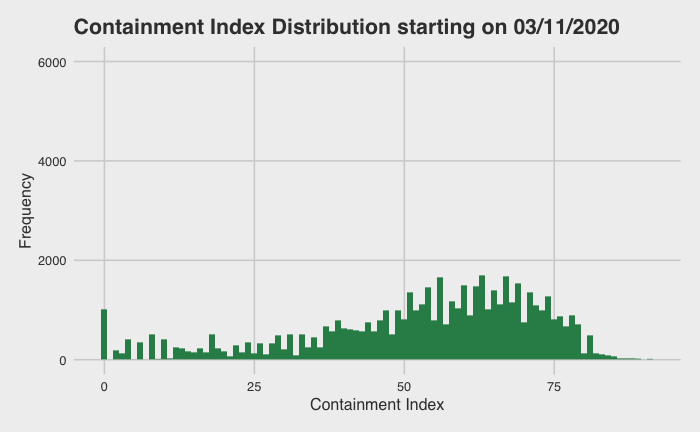 Containment Index Distribution starting on 03/11/2020
6000
4000
2000
0
Frequency
0 25 50 75
Containment Index